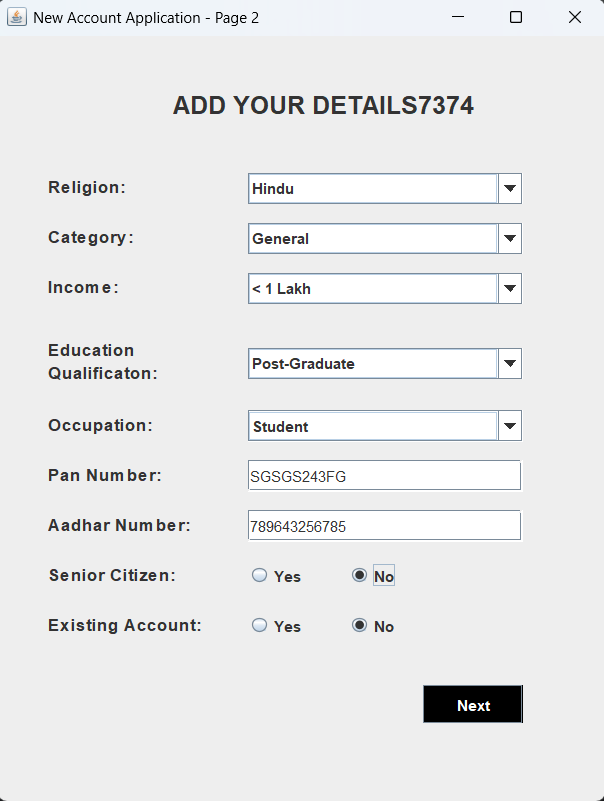 New Account Application - Page 2
ADD YOUR DETAILS7374
Religion: Hindu
Category: General
Income: < 1 Lakh
Education
Qualificaton: Post-Graduate
Occupation: Student
Pan Number: SGSGS243FG
Aadhar Number: 789643256785
Senior Citizen: Yes No
Existing Account: Yes No
Next